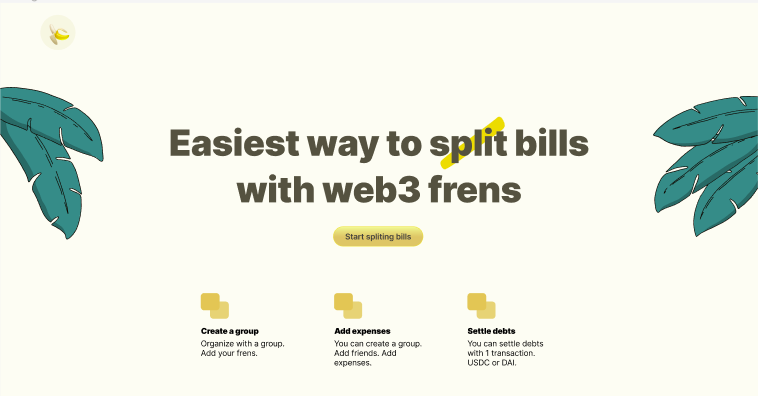 Easiest way to split bills
with web3 frens
Start spliting bills
Create a group
Organize with a group.
Add your frens.
Add expenses
You can create a group.
Add friends. Add
expenses.
Settle debts
You can settle debts
with 1 transaction.
USDC or DAI.